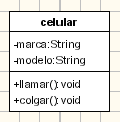 celular
-marca:String
-modelo:String
+llamar():void
+colgar():void